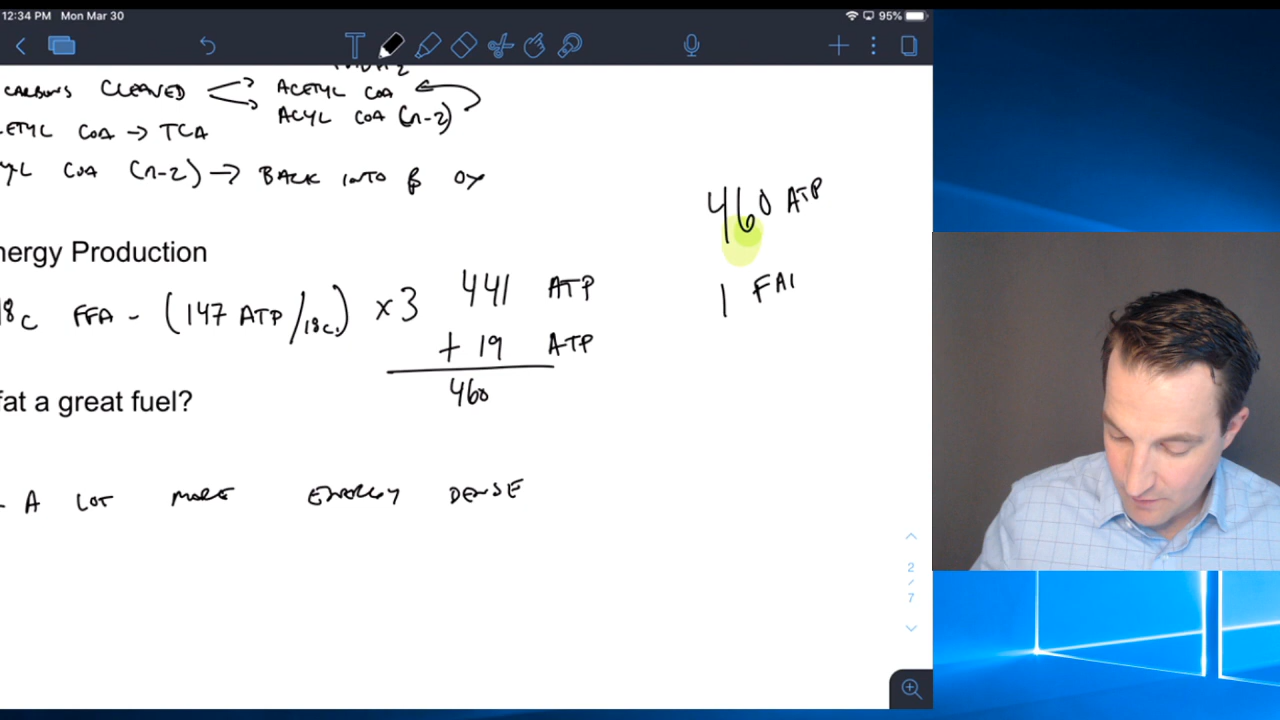 12:34 PM Mon Mar 30
95%
CARBONS CLEAVED
ACETYL COA
ACYL COA (n-2)
ETYL COA → TCA
YL COA (n-2) → BACK INTO β OX
460 ATP
1 FAT
nergy Production
18C FFA - (147 ATP/18C.) x3 441 ATP
+ 19 ATP
460
fat a great fuel?
- A LOT MORE ENERGY DENSE
2
/
7